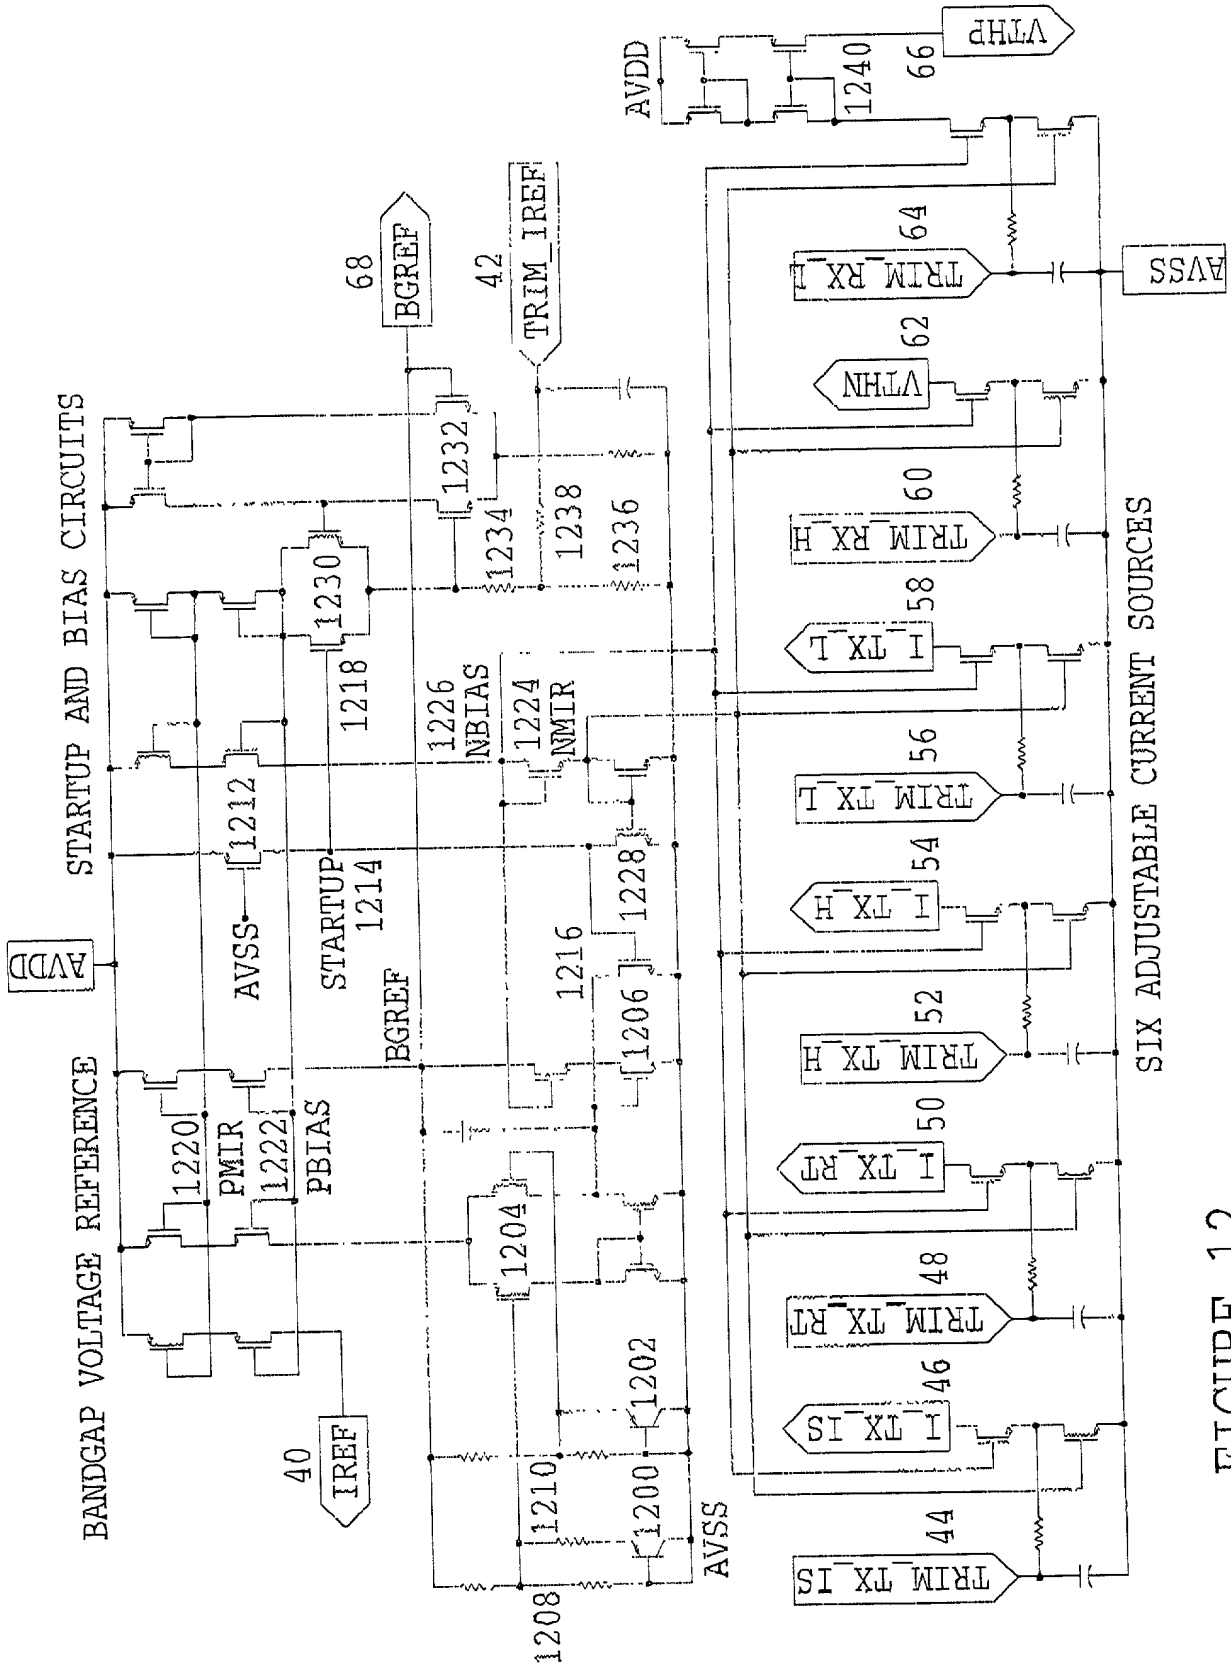 BANDGAP VOLTAGE REFERENCE
STARTUP AND BIAS CIRCUITS
AVDD
40
IREF
1220
PMIR
1222
PBIAS
AVSS
1212
STARTUP
1214
1218
1230
68
BGREF
BGREF
1226
NBIAS
1232
42
TRIM_IREF
1204
1216
1224
NMIR
1234
1238
1208
1210
1200
1202
1206
1228
1236
AVSS
AVDD
1240
66
VTHP
44
TRIM_TX_IS
46
I_TX_IS
48
TRIM_TX_RT
50
I_TX_RT
52
TRIM_TX_H
54
I_TX_H
56
TRIM_TX_L
58
I_TX_L
60
TRIM_RX_H
62
VTHN
64
TRIM_RX_L
AVSS
SIX ADJUSTABLE CURRENT SOURCES
FIGURE 12